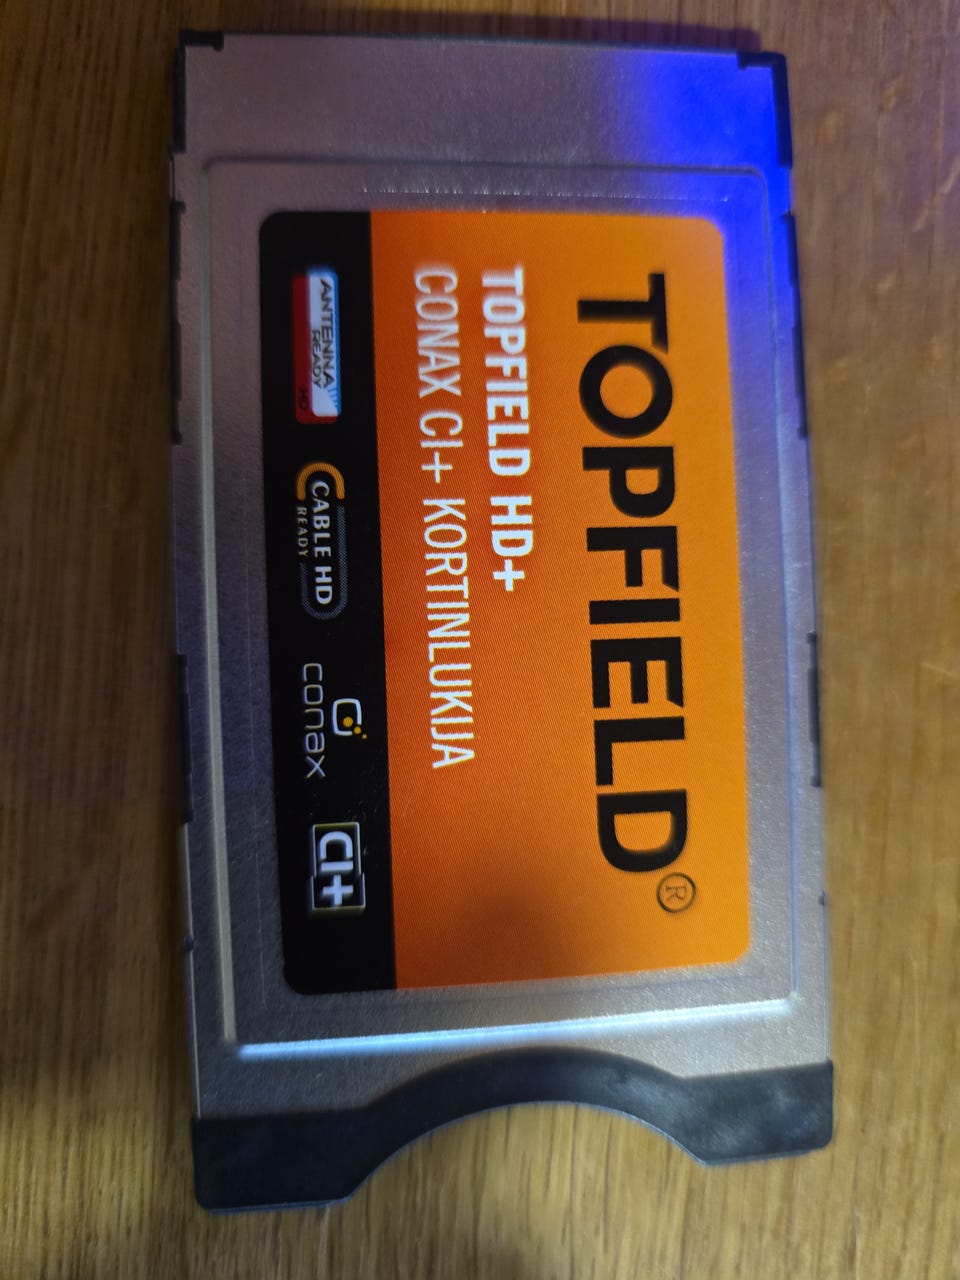 TOPFIELD®
TOPFIELD HD+
CONAX CI+ KORTINLUKIJA
ANTENNA
READY
HD
CABLE HD
READY
conax
CI+